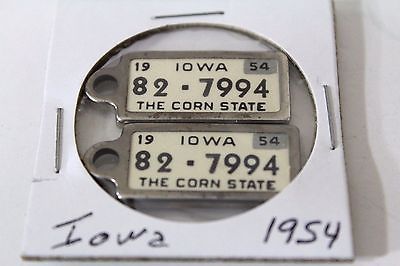 19 IOWA 54
82-7994
THE CORN STATE
19 IOWA 54
82-7994
THE CORN STATE
Iowa 1954